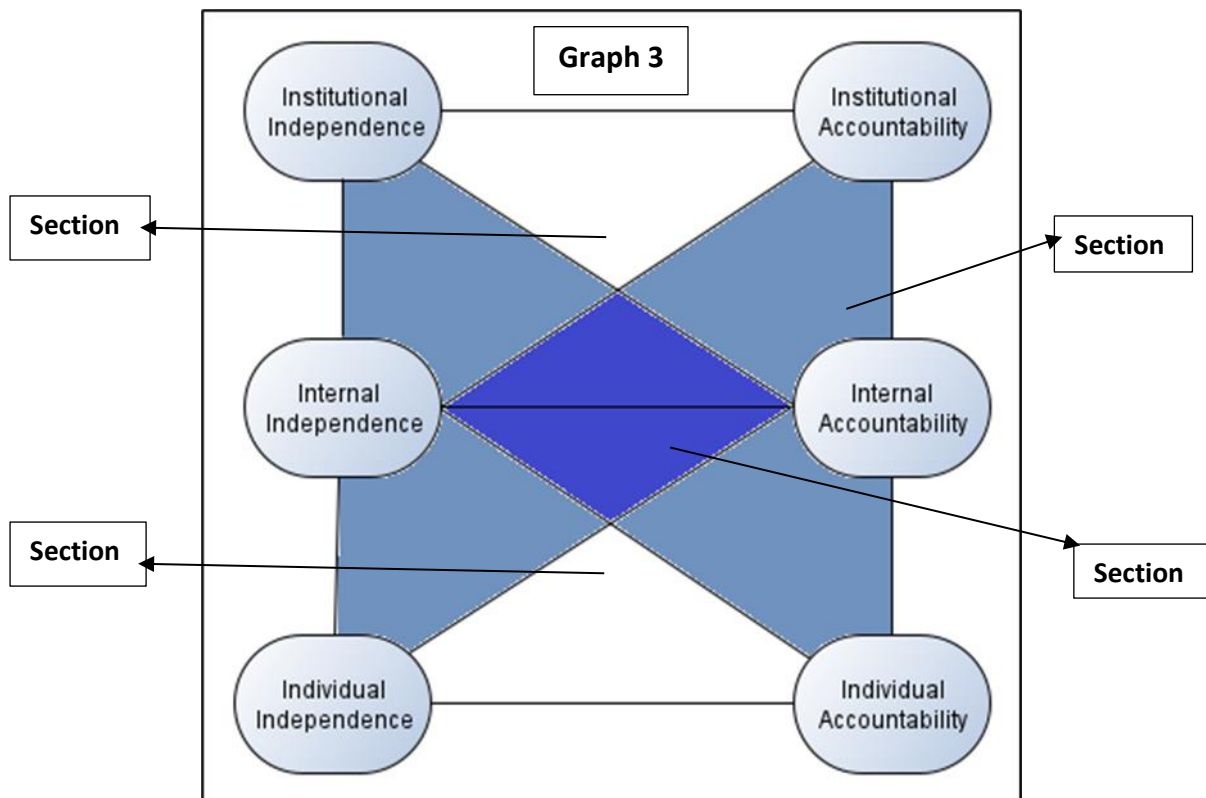 Graph 3
Institutional
Independence
Institutional
Accountability
Section
Section
Internal
Independence
Internal
Accountability
Section
Section
Individual
Independence
Individual
Accountability